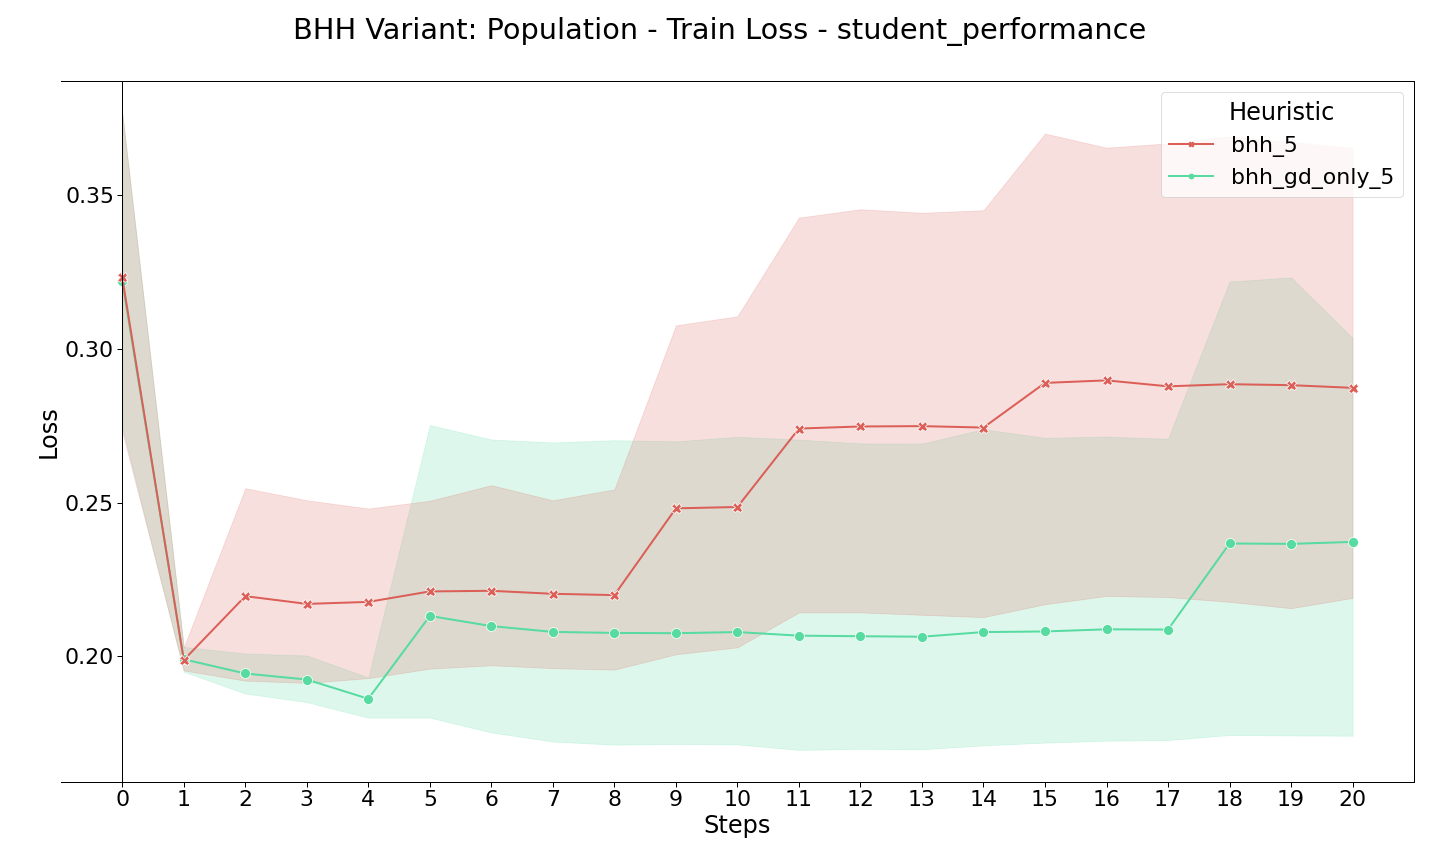 BHH Variant: Population - Train Loss - student_performance
Heuristic
bhh_5
bhh_gd_only_5
0.35
0.30
0.25
0.20
Loss
0 1 2 3 4 5 6 7 8 9 10 11 12 13 14 15 16 17 18 19 20
Steps